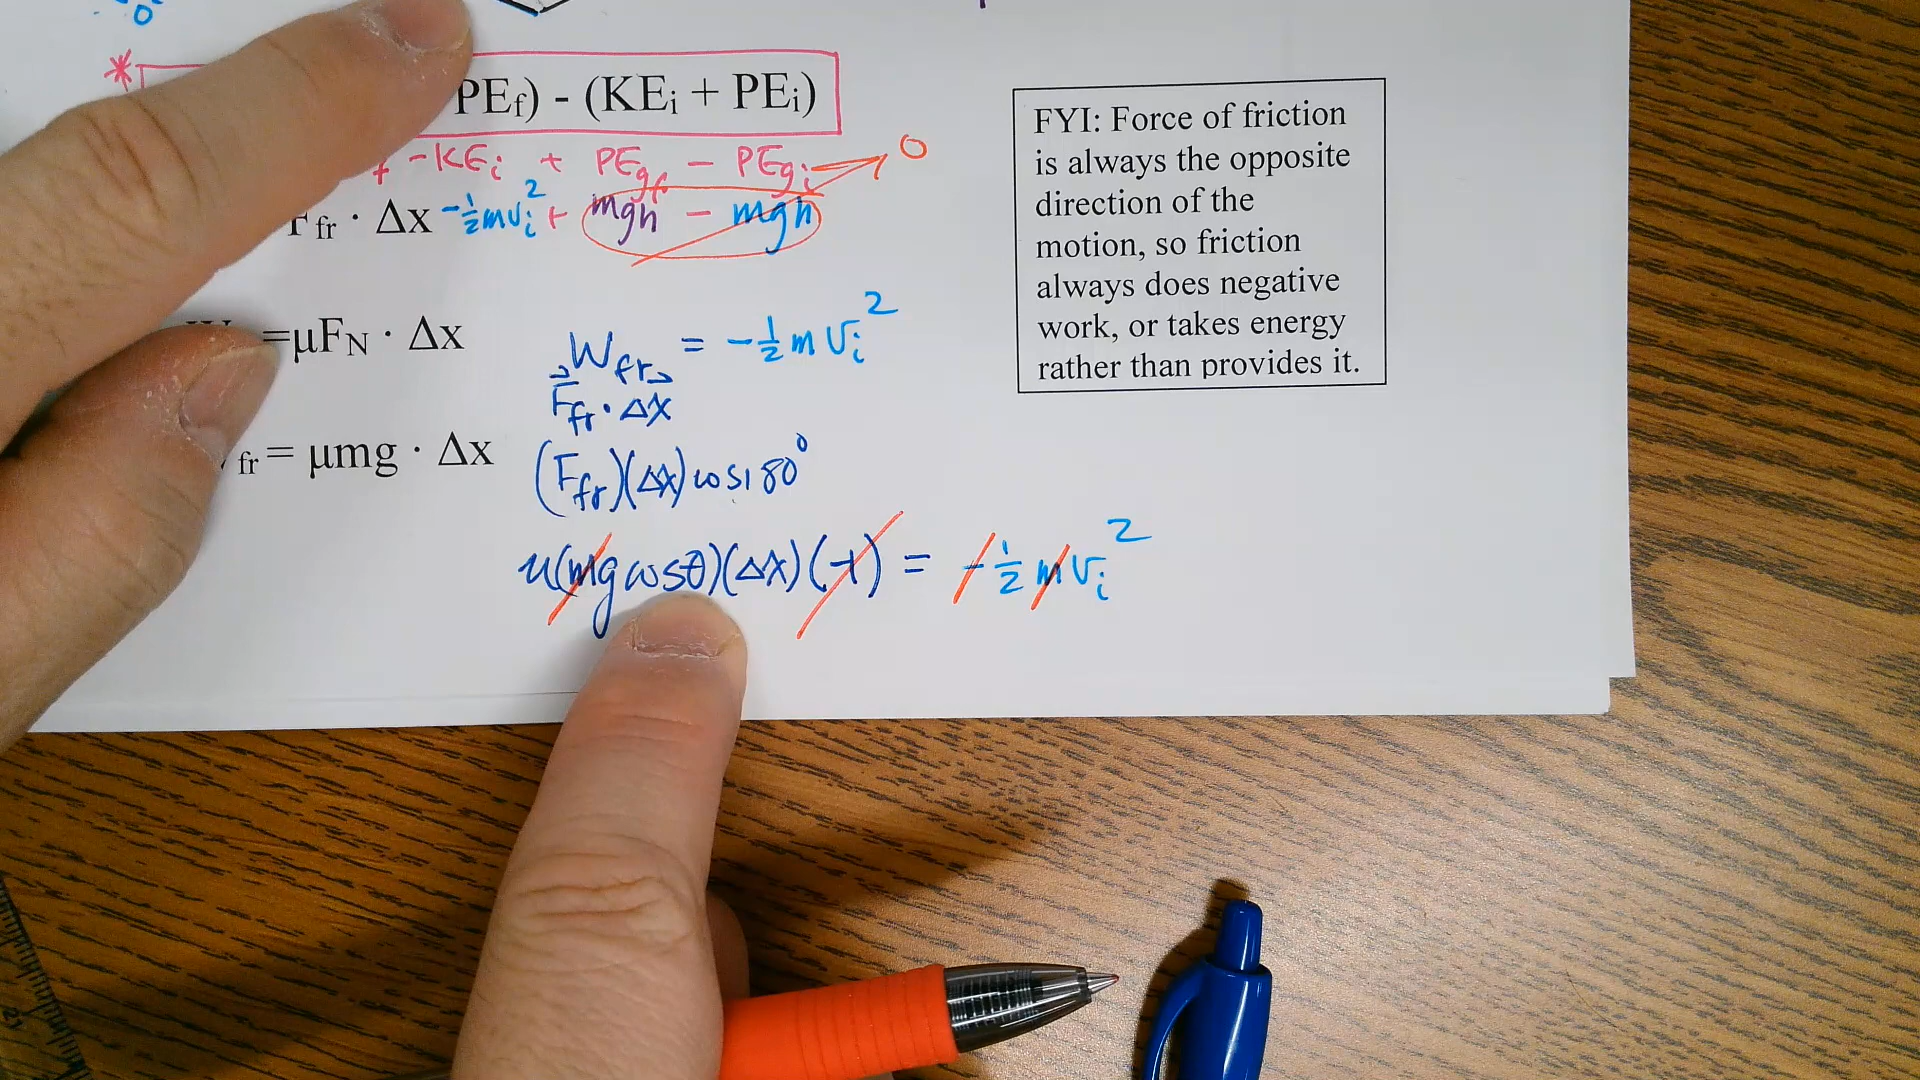 0
*
PEf) - (KEi + PEi)
f -KEi + PEgf - PEgi 0
Ffr · Δx -½mvi² + mgh - mgh
=μFN · Δx
Wfr = -½mvi²
Ffr · Δx
fr = μmg · Δx
(Ffr)(Δx)cos180°
μ(mgcosθ)(Δx)(-1) = -½mvi²
FYI: Force of friction
is always the opposite
direction of the
motion, so friction
always does negative
work, or takes energy
rather than provides it.